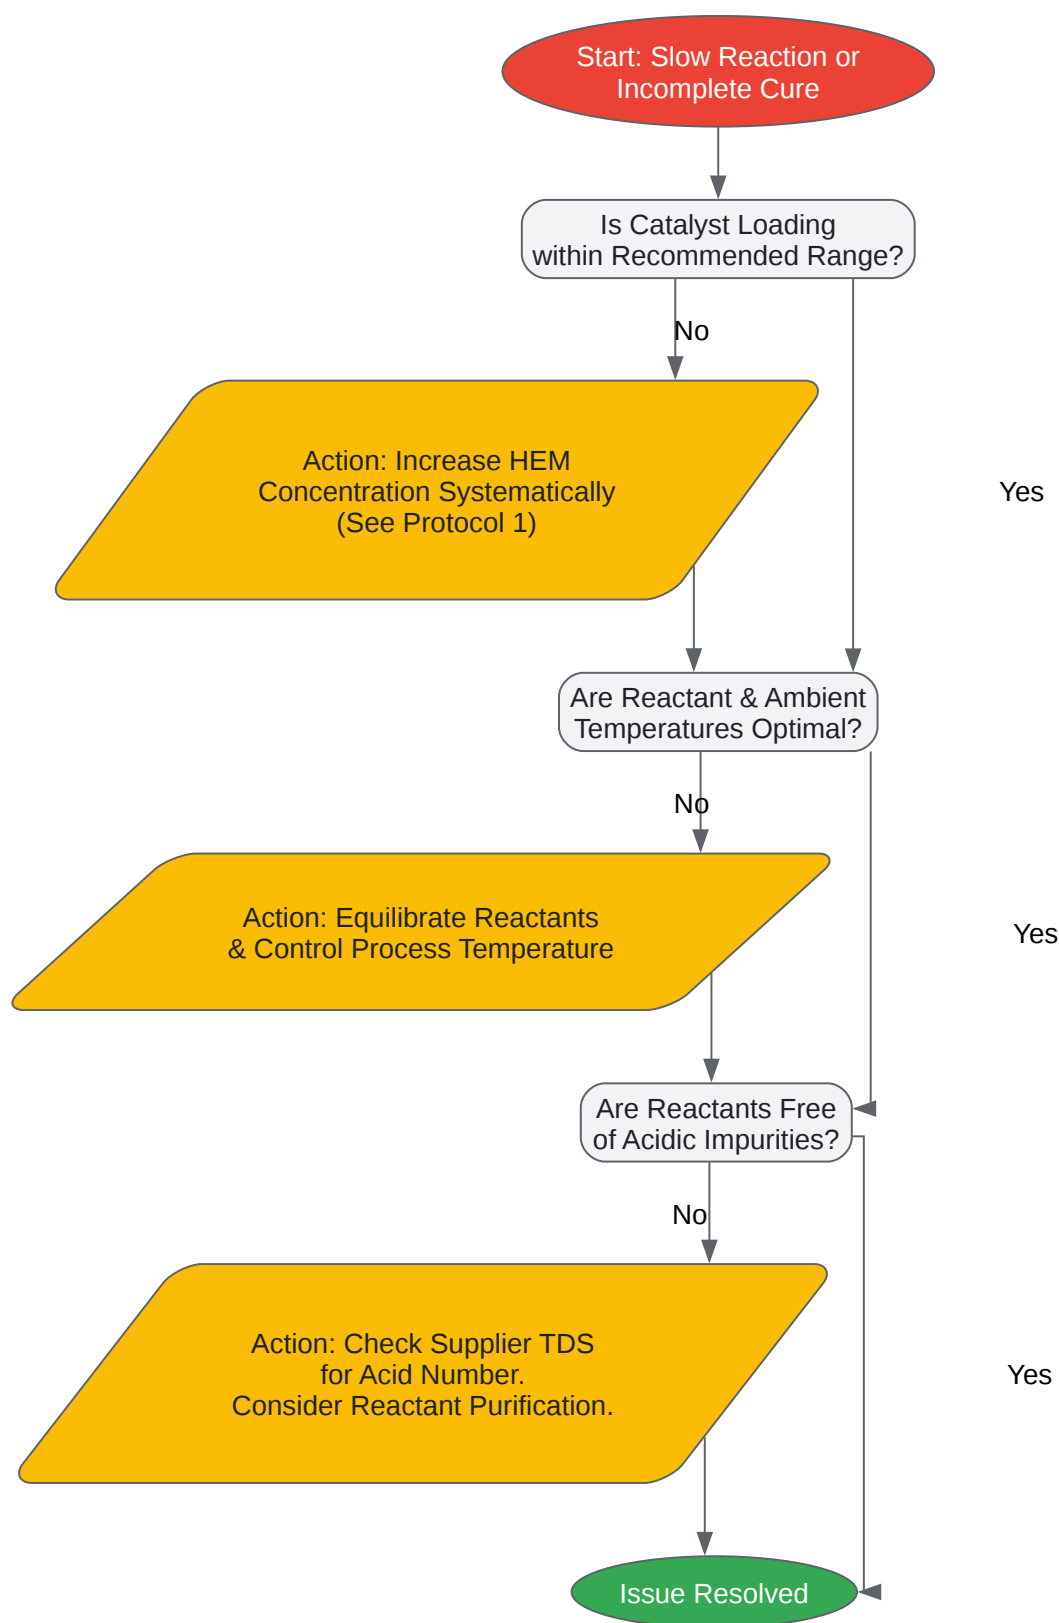 Start: Slow Reaction or
Incomplete Cure
Is Catalyst Loading
within Recommended Range?
No
Action: Increase HEM
Concentration Systematically
(See Protocol 1)
Yes
Are Reactant & Ambient
Temperatures Optimal?
No
Action: Equilibrate Reactants
& Control Process Temperature
Yes
Are Reactants Free
of Acidic Impurities?
No
Action: Check Supplier TDS
for Acid Number.
Consider Reactant Purification.
Yes
Issue Resolved